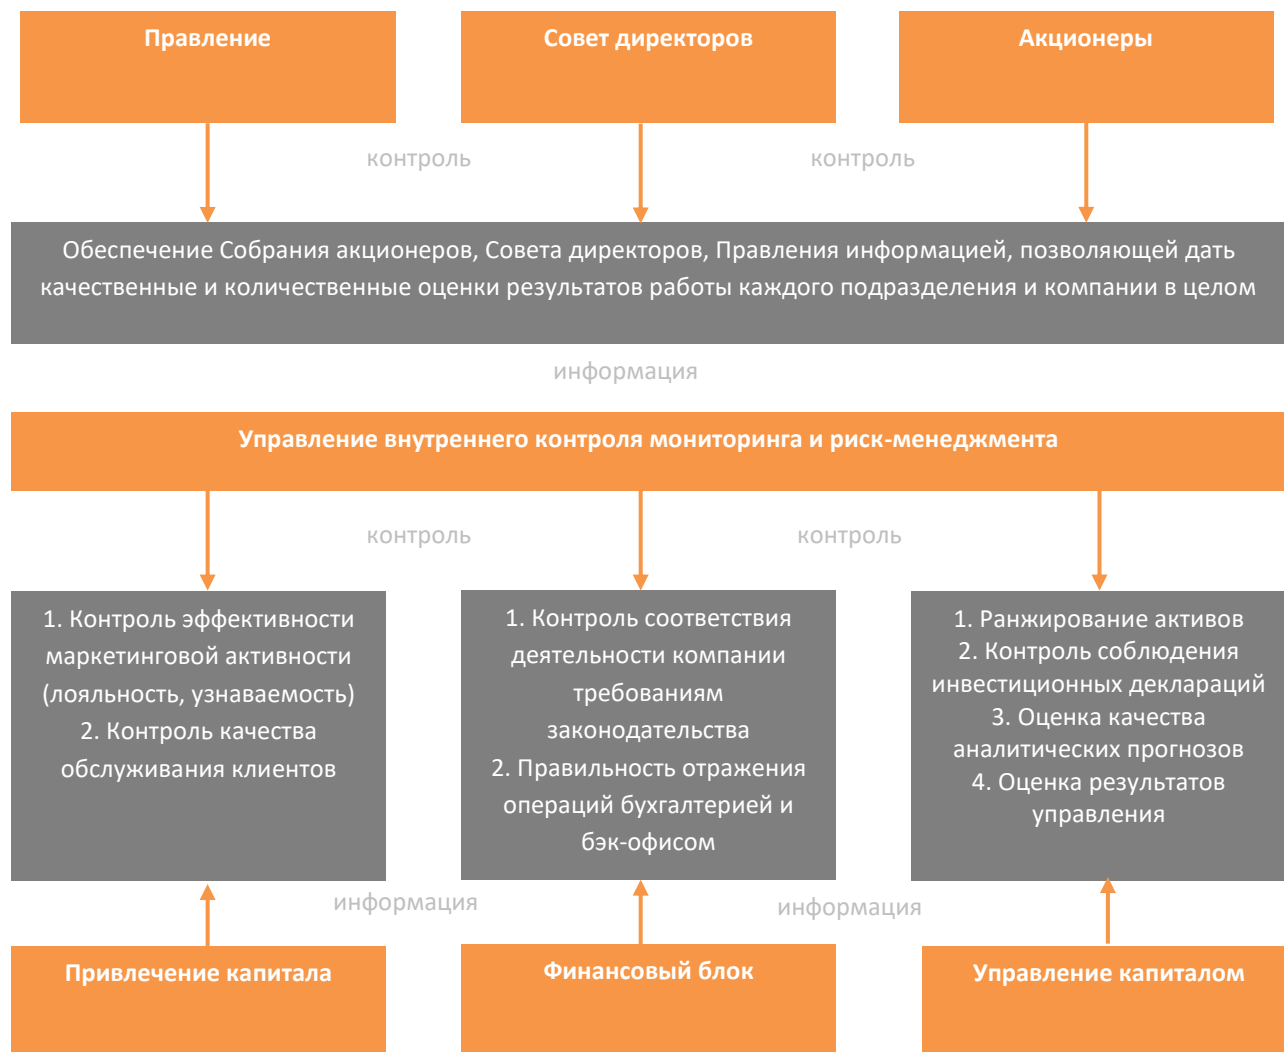 Правление
Совет директоров
Акционеры
контроль
контроль
Обеспечение Собрания акционеров, Совета директоров, Правления информацией, позволяющей дать
качественные и количественные оценки результатов работы каждого подразделения и компании в целом
информация
Управление внутреннего контроля мониторинга и риск-менеджмента
контроль
контроль
1. Контроль эффективности
маркетинговой активности
(лояльность, узнаваемость)
2. Контроль качества
обслуживания клиентов
1. Контроль соответствия
деятельности компании
требованиям
законодательства
2. Правильность отражения
операций бухгалтерией и
бэк-офисом
1. Ранжирование активов
2. Контроль соблюдения
инвестиционных деклараций
3. Оценка качества
аналитических прогнозов
4. Оценка результатов
управления
информация
информация
Привлечение капитала
Финансовый блок
Управление капиталом